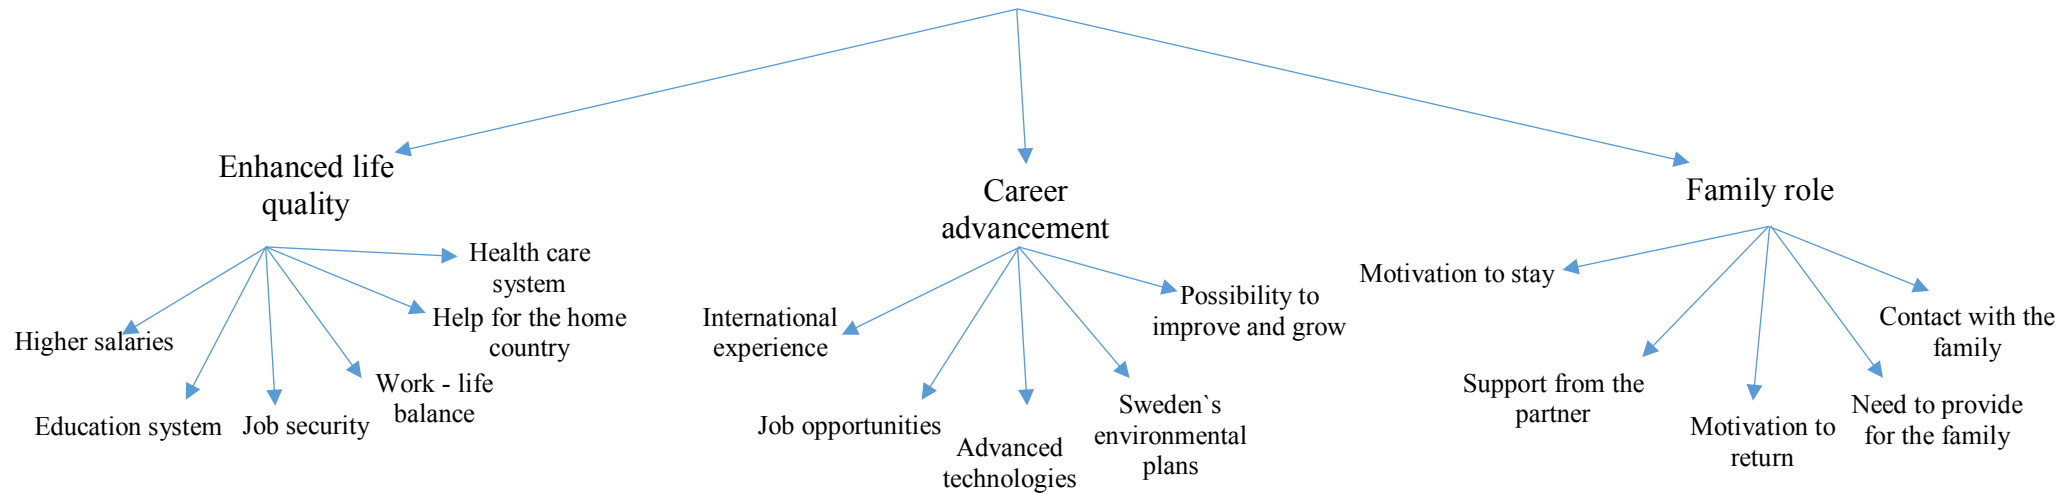 Enhanced life
quality
Career
advancement
Family role
Health care
system
Help for the home
country
Higher salaries
Work - life
balance
Education system
Job security
International
experience
Possibility to
improve and grow
Job opportunities
Advanced
technologies
Sweden`s
environmental
plans
Motivation to stay
Contact with the
family
Support from the
partner
Motivation to
return
Need to provide
for the family